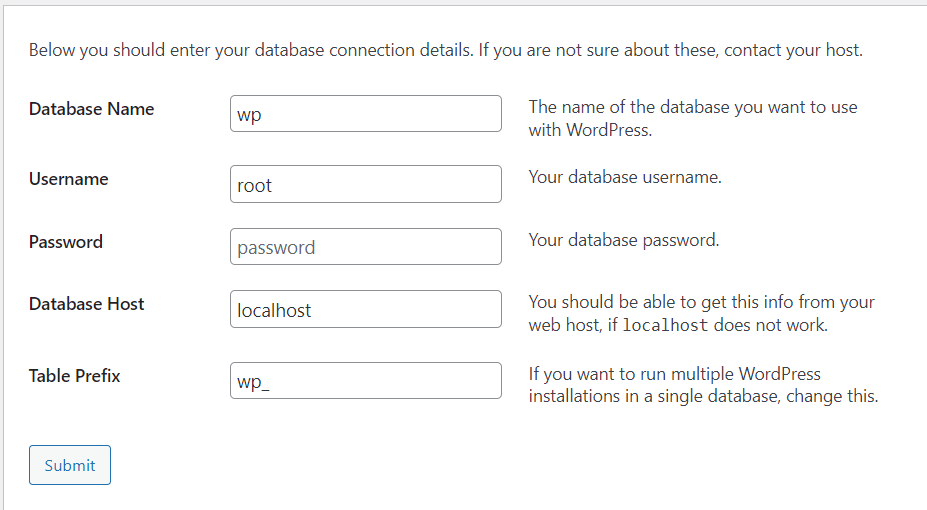 Below you should enter your database connection details. If you are not sure about these, contact your host.
Database Name
wp
The name of the database you want to use
with WordPress.
Username
root
Your database username.
Password
password
Your database password.
Database Host
localhost
You should be able to get this info from your
web host, if localhost does not work.
Table Prefix
wp_
If you want to run multiple WordPress
installations in a single database, change this.
Submit